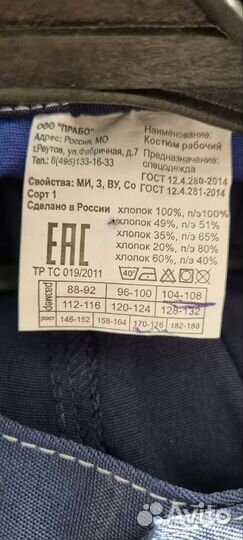 ООО "ПРАБО"
Адрес: Россия, МО
г.Реутов, ул.Фабричная, д.7
Тел.: 8(495)133-16-33
Наименование:
Костюм рабочий
Предназначение:
спецодежда
ГОСТ 12.4.280-2014
ГОСТ 12.4.281-2014
Свойства: МИ, З, ВУ, Со
Сорт 1
Сделано в России
хлопок 100%, п/э100%
хлопок 49%, п/э 51%
хлопок 35%, п/э 65%
хлопок 20%, п/э 80%
хлопок 60%, п/э 40%
EAC
ТР ТС 019/2011
40°
размер 88-92 96-100 104-108
112-116 120-124 128-132
рост 146-152 158-164 170-176 182-188
Avito